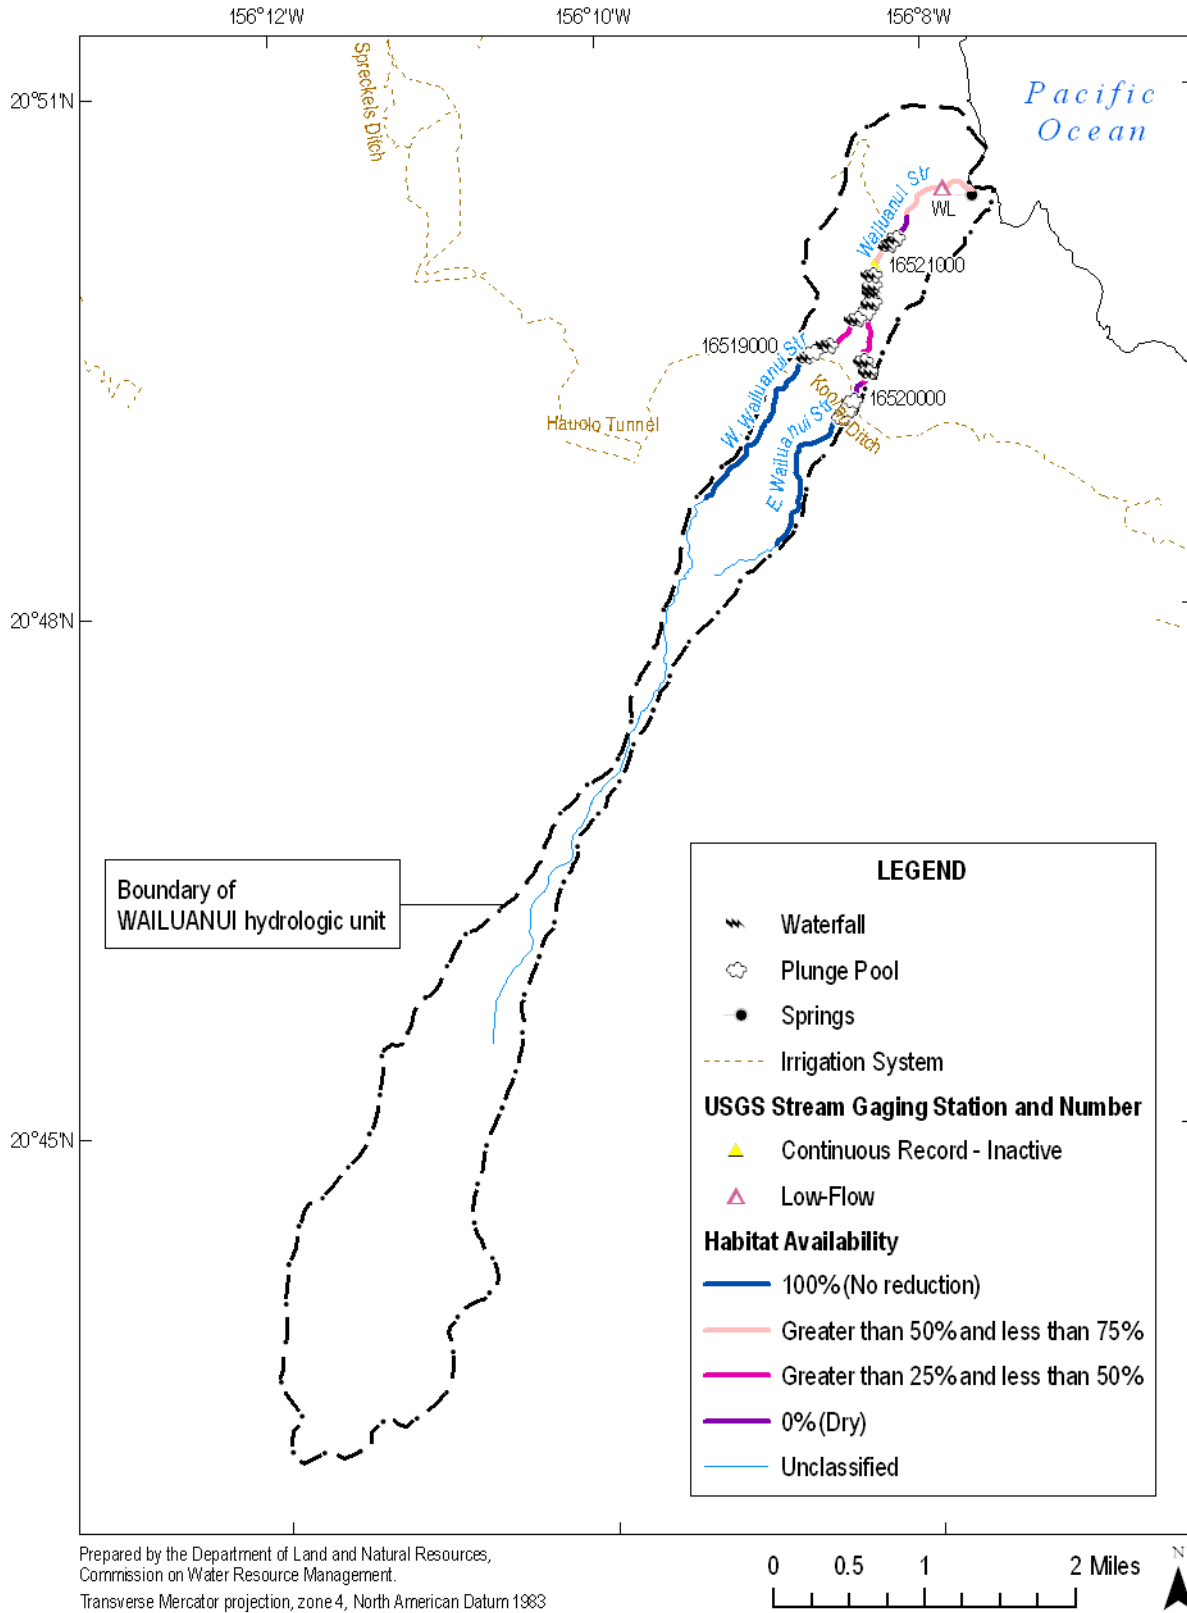 156°12'W
156°10'W
156°8'W
20°51'N
20°48'N
20°45'N
Spreckels Ditch
Pacific
Ocean
Wailuanui Str
WL
16521000
16519000
W. Wailuanui Str
Koolau Ditch
16520000
E Wailuanui Str
Hauolo Tunnel
Boundary of
WAILUANUI hydrologic unit
LEGEND
Waterfall
Plunge Pool
Springs
Irrigation System
USGS Stream Gaging Station and Number
Continuous Record - Inactive
Low-Flow
Habitat Availability
100% (No reduction)
Greater than 50% and less than 75%
Greater than 25% and less than 50%
0% (Dry)
Unclassified
Prepared by the Department of Land and Natural Resources,
Commission on Water Resource Management.
Transverse Mercator projection, zone 4, North American Datum 1983
0 0.5 1 2 Miles
N